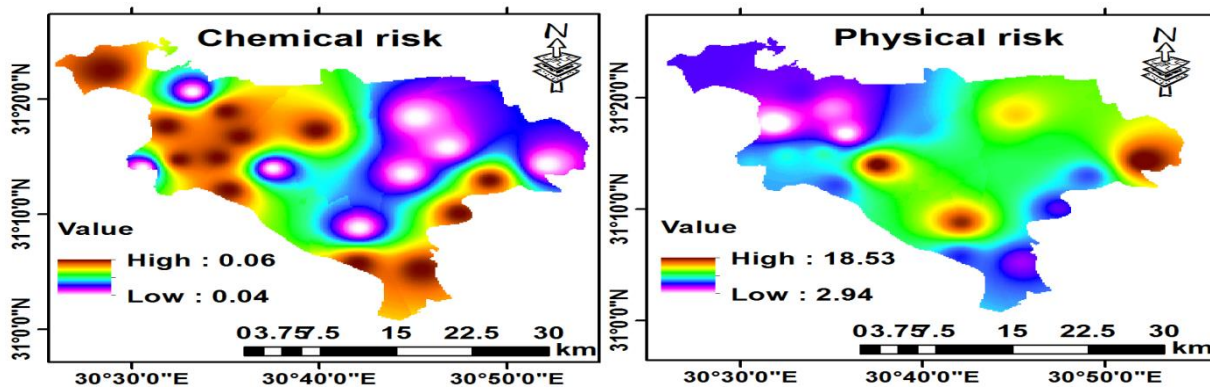 Chemical risk
N
31°20'0"N
31°10'0"N
31°0'0"N
Value
High : 0.06
Low : 0.04
0 3.75 7.5 15 22.5 30
km
30°30'0"E 30°40'0"E 30°50'0"E
Physical risk
N
31°20'0"N
31°10'0"N
31°0'0"N
Value
High : 18.53
Low : 2.94
0 3.75 7.5 15 22.5 30
km
30°30'0"E 30°40'0"E 30°50'0"E